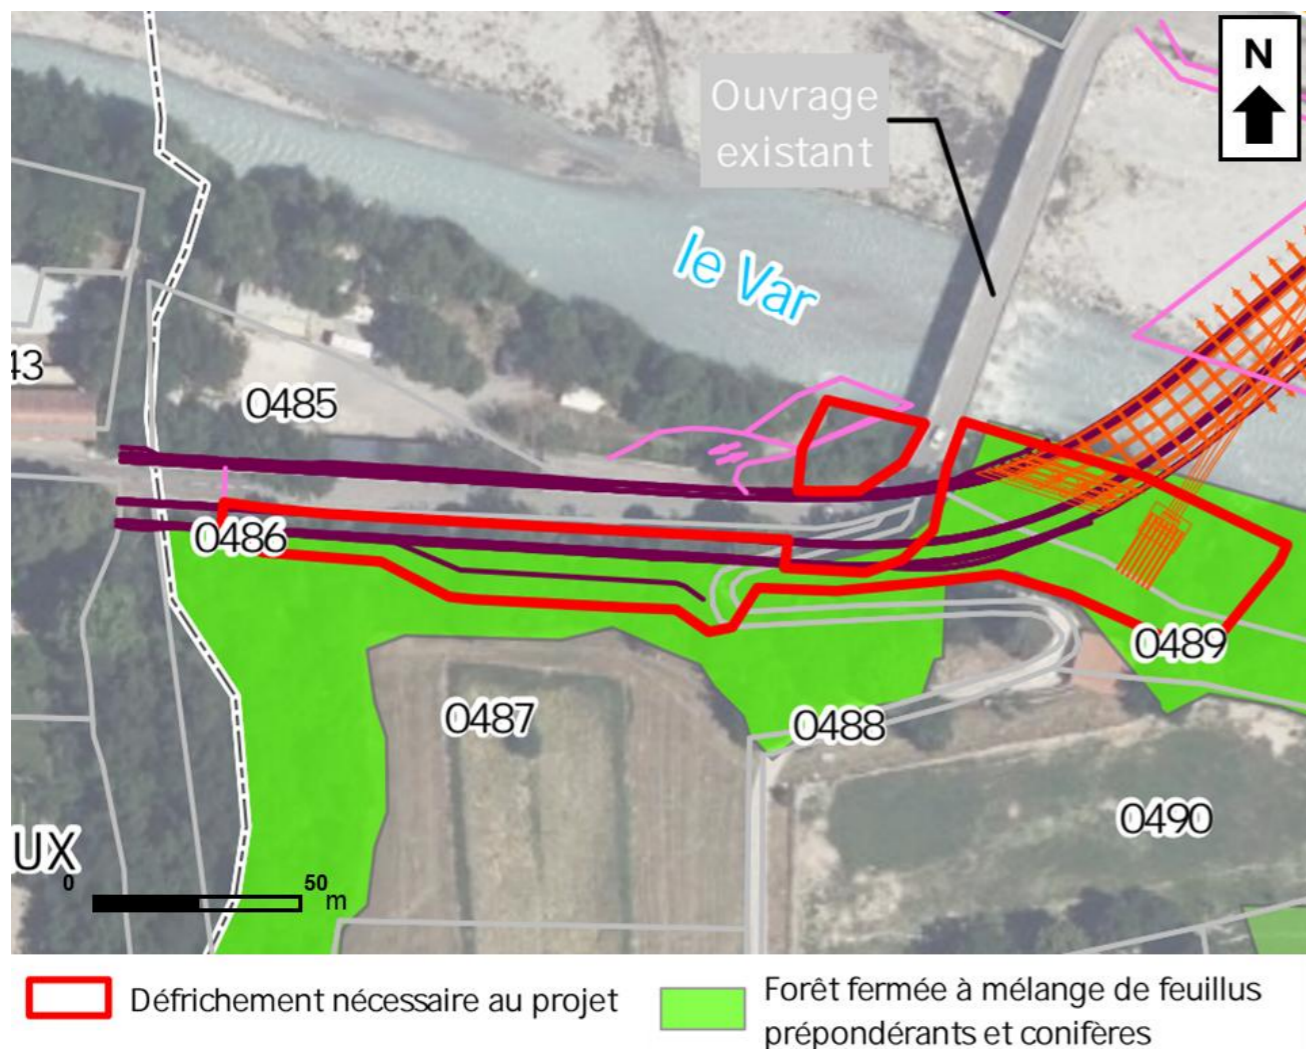 N
Ouvrage
existant
le Var
43
0485
0486
0489
0487
0488
0490
UX
0
50
m
Défrichement nécessaire au projet
Forêt fermée à mélange de feuillus
prépondérants et conifères